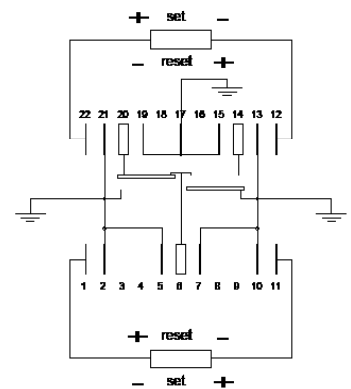 + set -
- reset +
22 21 20 19 18 17 16 15 14 13 12
1 2 3 4 5 6 7 8 9 10 11
+ reset -
- set +